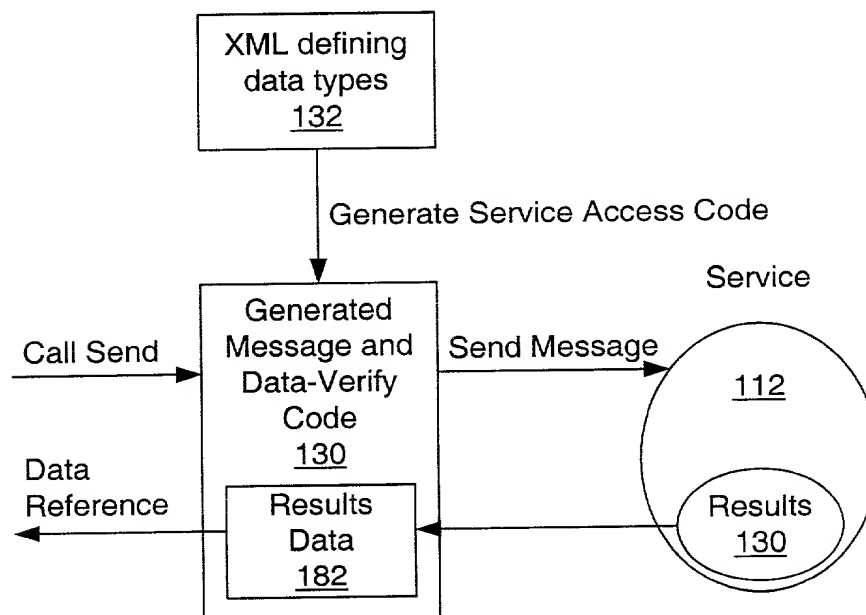 XML defining
data types
132
Generate Service Access Code
Service
Call Send
Generated
Message and
Data-Verify
Code
130
Send Message
112
Data
Reference
Results
Data
182
Results
130